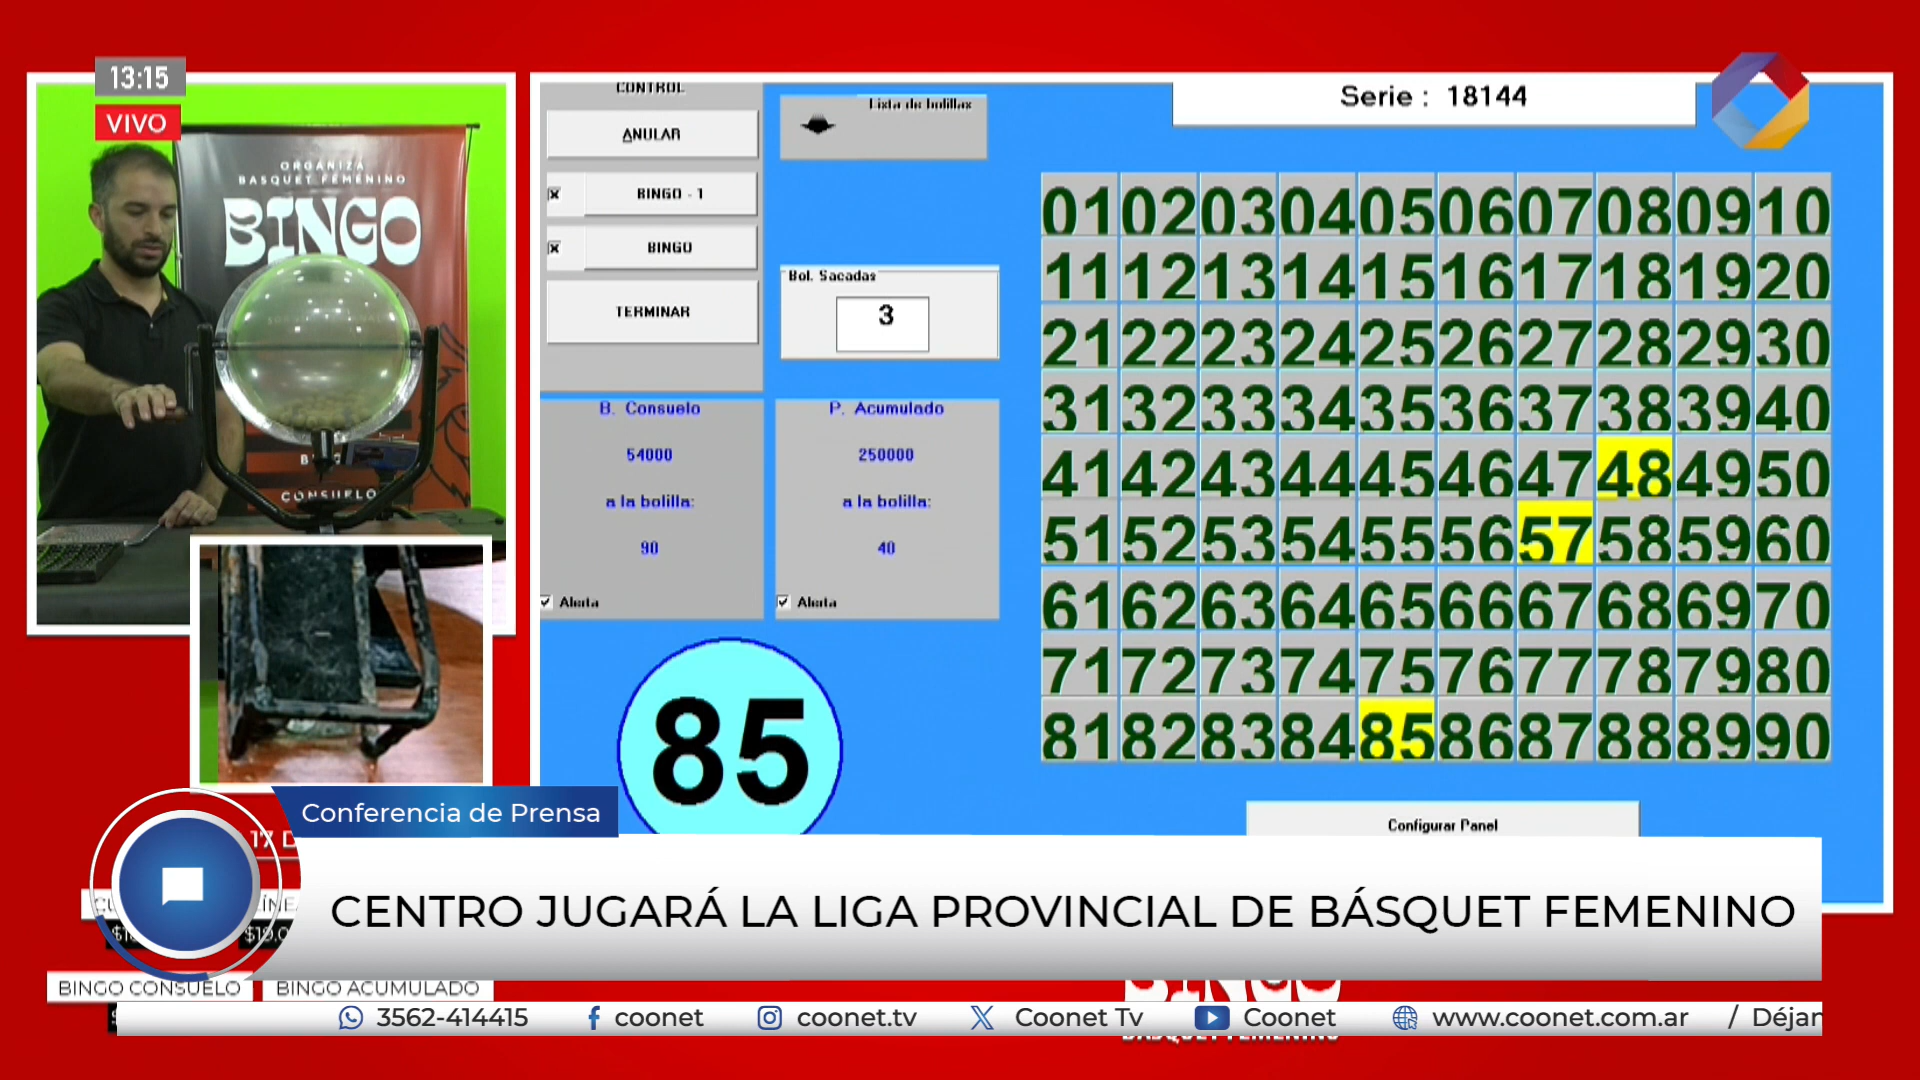 13:15
VIVO
ORGANIZA
BASQUET FEMENINO
BINGO
CONSUELO
CONTROL
ANULAR
BINGO - 1
BINGO
TERMINAR
Lista de bolillas
Bol. Sacadas
3
B. Consuelo
54000
a la bolilla:
90
Alerta
P. Acumulado
250000
a la bolilla:
40
Alerta
85
Serie : 18144
01 02 03 04 05 06 07 08 09 10
11 12 13 14 15 16 17 18 19 20
21 22 23 24 25 26 27 28 29 30
31 32 33 34 35 36 37 38 39 40
41 42 43 44 45 46 47 48 49 50
51 52 53 54 55 56 57 58 59 60
61 62 63 64 65 66 67 68 69 70
71 72 73 74 75 76 77 78 79 80
81 82 83 84 85 86 87 88 89 90
Configurar Panel
Conferencia de Prensa
17 D
CENTRO JUGARÁ LA LIGA PROVINCIAL DE BÁSQUET FEMENINO
BINGO CONSUELO
BINGO ACUMULADO
BINGO
3562-414415
coonet
coonet.tv
Coonet Tv
Coonet
www.coonet.com.ar
/ Déjan
BASQUET FEMENINO